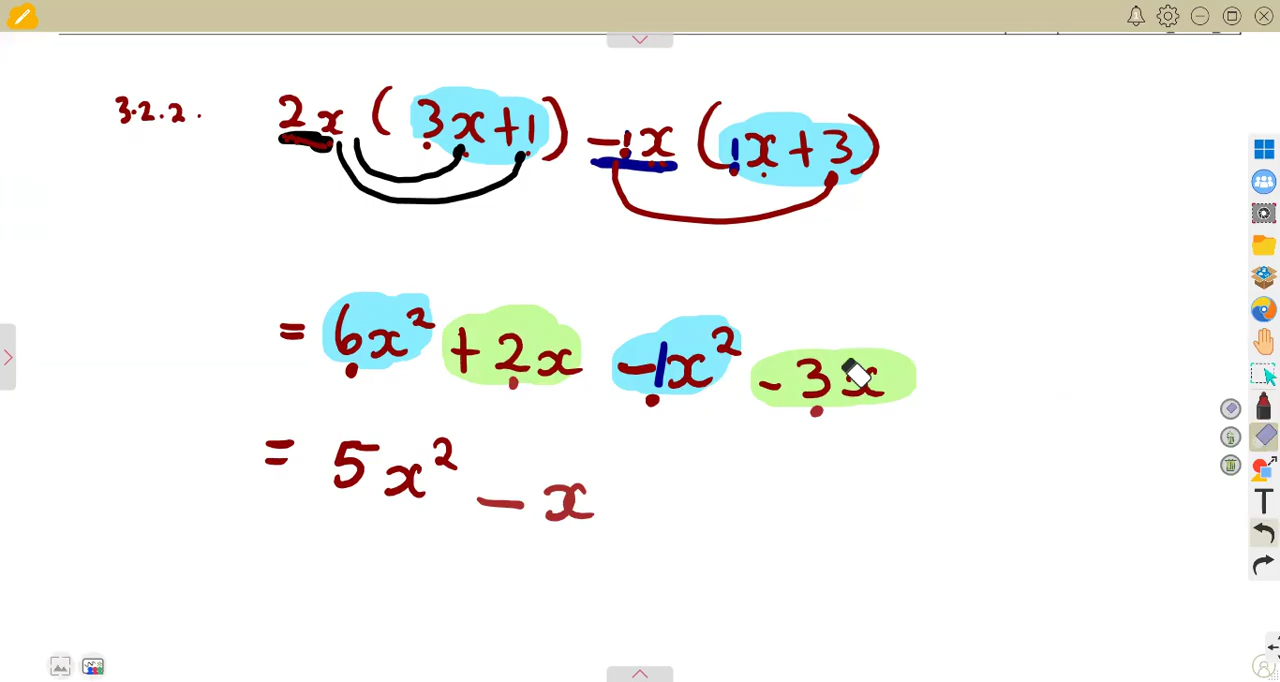 3.2.2. 2x (3x+1) -1x (1x+3)
= 6x² +2x -1x² -3x
= 5x² - x
T